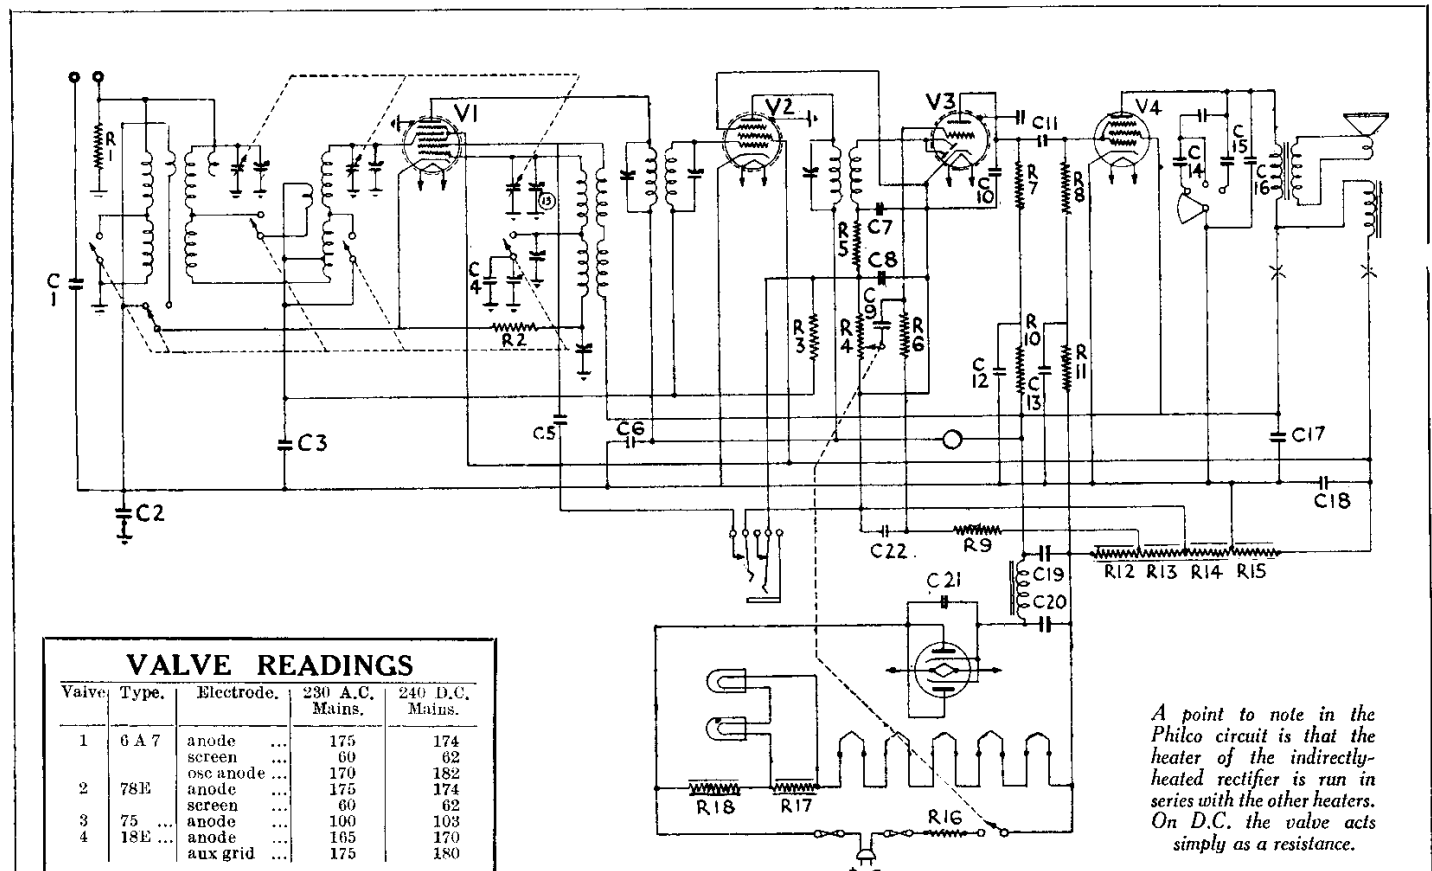 V1
V2
V3
V4
R 1
C11
C 14
C 15
C 16
13
C 10
R 7
R 8
R 5
C7
C8
C 1
C 4
C 9
R2
R 3
R 4
R 6
R 10
R 11
C 12
C 13
C3
C5
C6
C17
C18
C2
C22
R9
C19
C20
R12 R13 R14 R15
C21
R18
R17
R16
VALVE READINGS
Valve Type. Electrode. 230 A.C. Mains. 240 D.C. Mains.
1 6A7 anode ... 175 174
screen ... 60 62
osc anode ... 170 182
2 78E anode ... 175 174
screen ... 60 62
3 75 ... anode ... 100 103
4 18E ... anode ... 165 170
aux grid ... 175 180
A point to note in the
Philco circuit is that the
heater of the indirectly-
heated rectifier is run in
series with the other heaters.
On D.C. the valve acts
simply as a resistance.